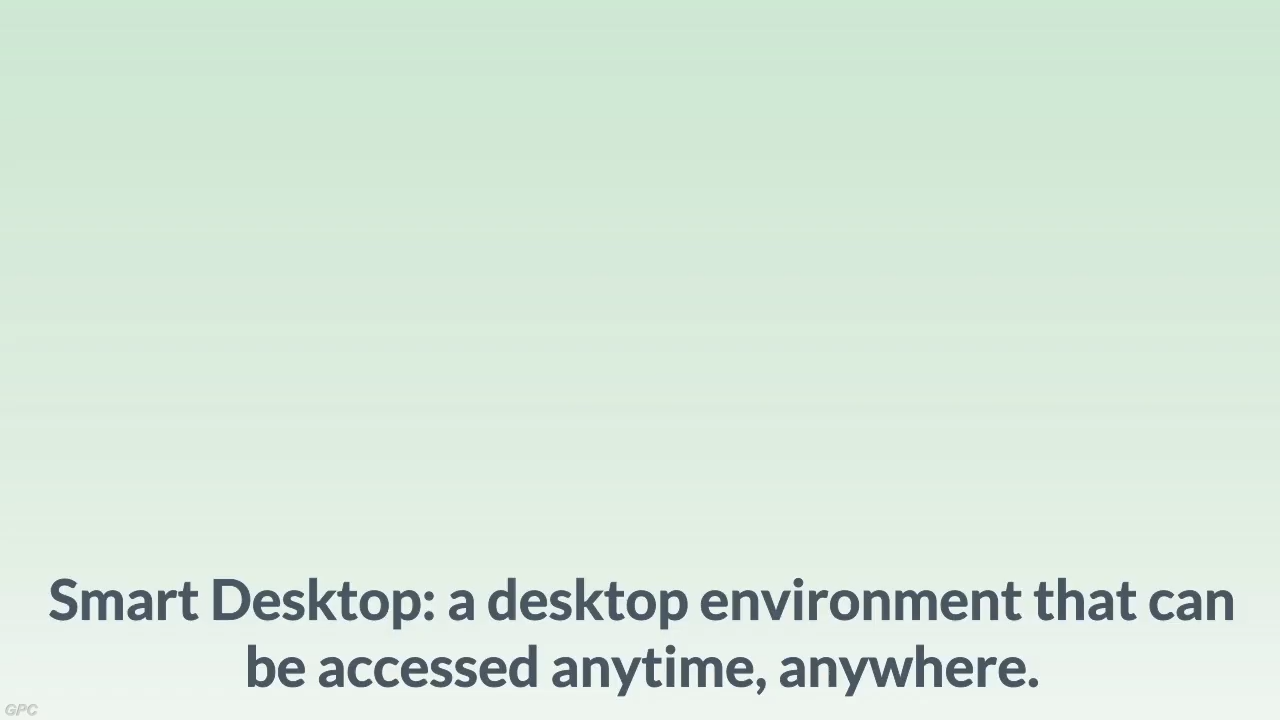 Smart Desktop: a desktop environment that can
be accessed anytime, anywhere.
GPC